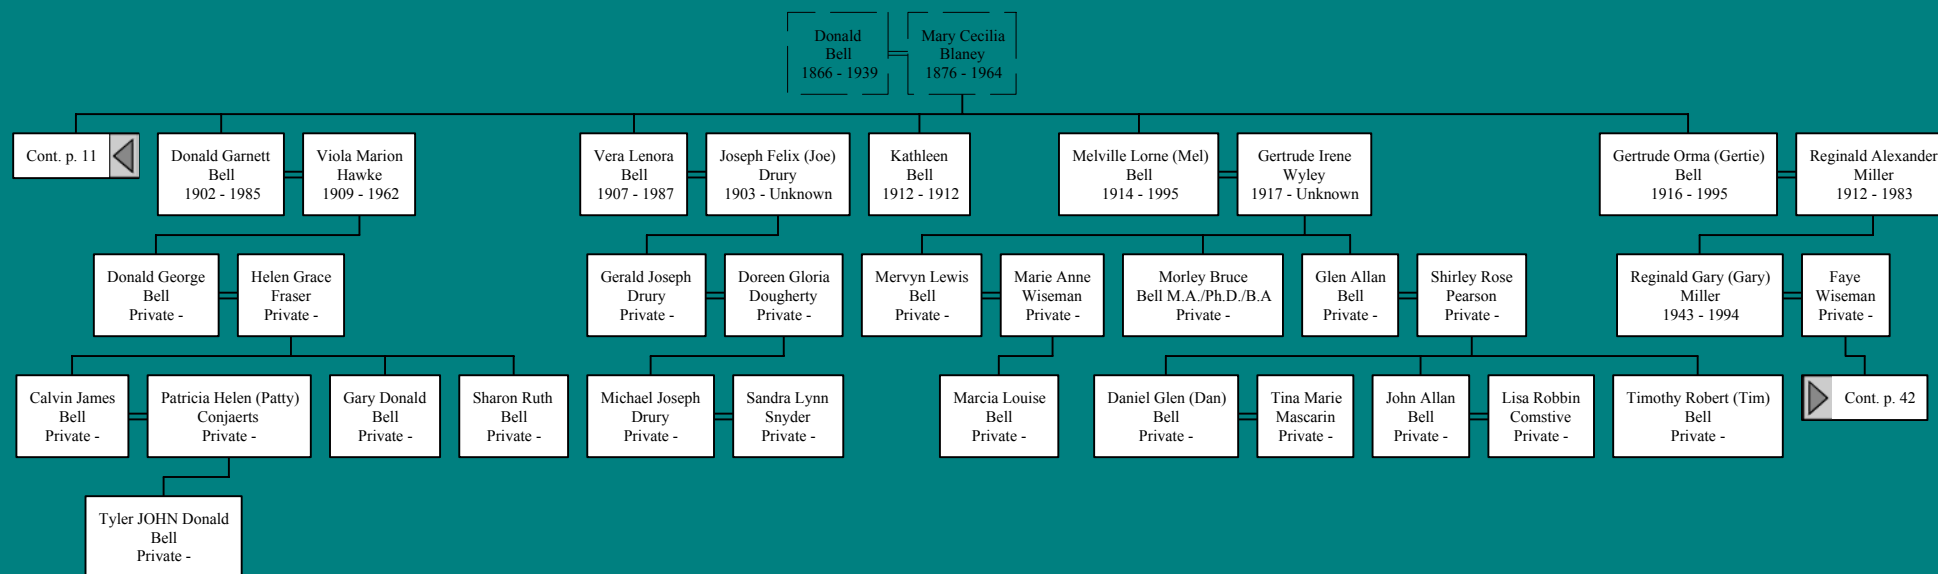 Donald
Bell
1866 - 1939
Mary Cecilia
Blaney
1876 - 1964
Cont. p. 11
Donald Garnett
Bell
1902 - 1985
Viola Marion
Hawke
1909 - 1962
Vera Lenora
Bell
1907 - 1987
Joseph Felix (Joe)
Drury
1903 - Unknown
Kathleen
Bell
1912 - 1912
Melville Lorne (Mel)
Bell
1914 - 1995
Gertrude Irene
Wyley
1917 - Unknown
Gertrude Orma (Gertie)
Bell
1916 - 1995
Reginald Alexander
Miller
1912 - 1983
Donald George
Bell
Private -
Helen Grace
Fraser
Private -
Gerald Joseph
Drury
Private -
Doreen Gloria
Dougherty
Private -
Mervyn Lewis
Bell
Private -
Marie Anne
Wiseman
Private -
Morley Bruce
Bell M.A./Ph.D./B.A
Private -
Glen Allan
Bell
Private -
Shirley Rose
Pearson
Private -
Reginald Gary (Gary)
Miller
1943 - 1994
Faye
Wiseman
Private -
Calvin James
Bell
Private -
Patricia Helen (Patty)
Conjaerts
Private -
Gary Donald
Bell
Private -
Sharon Ruth
Bell
Private -
Michael Joseph
Drury
Private -
Sandra Lynn
Snyder
Private -
Marcia Louise
Bell
Private -
Daniel Glen (Dan)
Bell
Private -
Tina Marie
Mascarin
Private -
John Allan
Bell
Private -
Lisa Robbin
Comstive
Private -
Timothy Robert (Tim)
Bell
Private -
Cont. p. 42
Tyler JOHN Donald
Bell
Private -